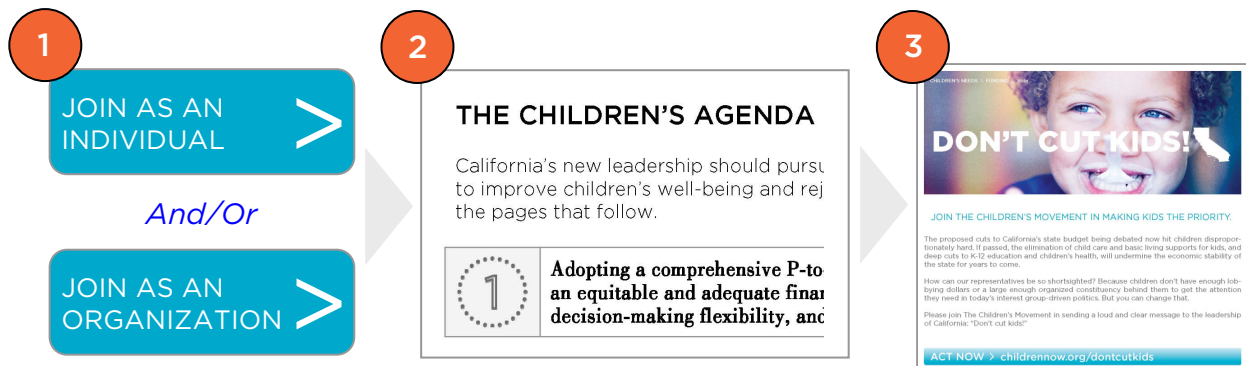 1
JOIN AS AN
INDIVIDUAL >
And/Or
JOIN AS AN
ORGANIZATION >
2
THE CHILDREN'S AGENDA
California's new leadership should pursu
to improve children's well-being and rej
the pages that follow.
1
Adopting a comprehensive P-to
an equitable and adequate finan
decision-making flexibility, and
3
CHILDREN'S NEEDS >
DON'T CUT KIDS!
JOIN THE CHILDREN'S MOVEMENT IN MAKING KIDS THE PRIORITY.
The proposed cuts to California's state budget being debated now hit children dispropor-
tionately hard. If passed, the elimination of child care and basic living supports for kids, and
deep cuts to K-12 education and children's health, will undermine the economic stability of
the state for years to come.
How can our representatives be so shortsighted? Because children don't have enough lob-
bying dollars or a large enough organized constituency behind them to get the attention
they need in today's interest group-driven politics. But you can change that.
Please join The Children's Movement in sending a loud and clear message to the leadership
of California: "Don't cut kids!"
ACT NOW > childrennow.org/dontcutkids